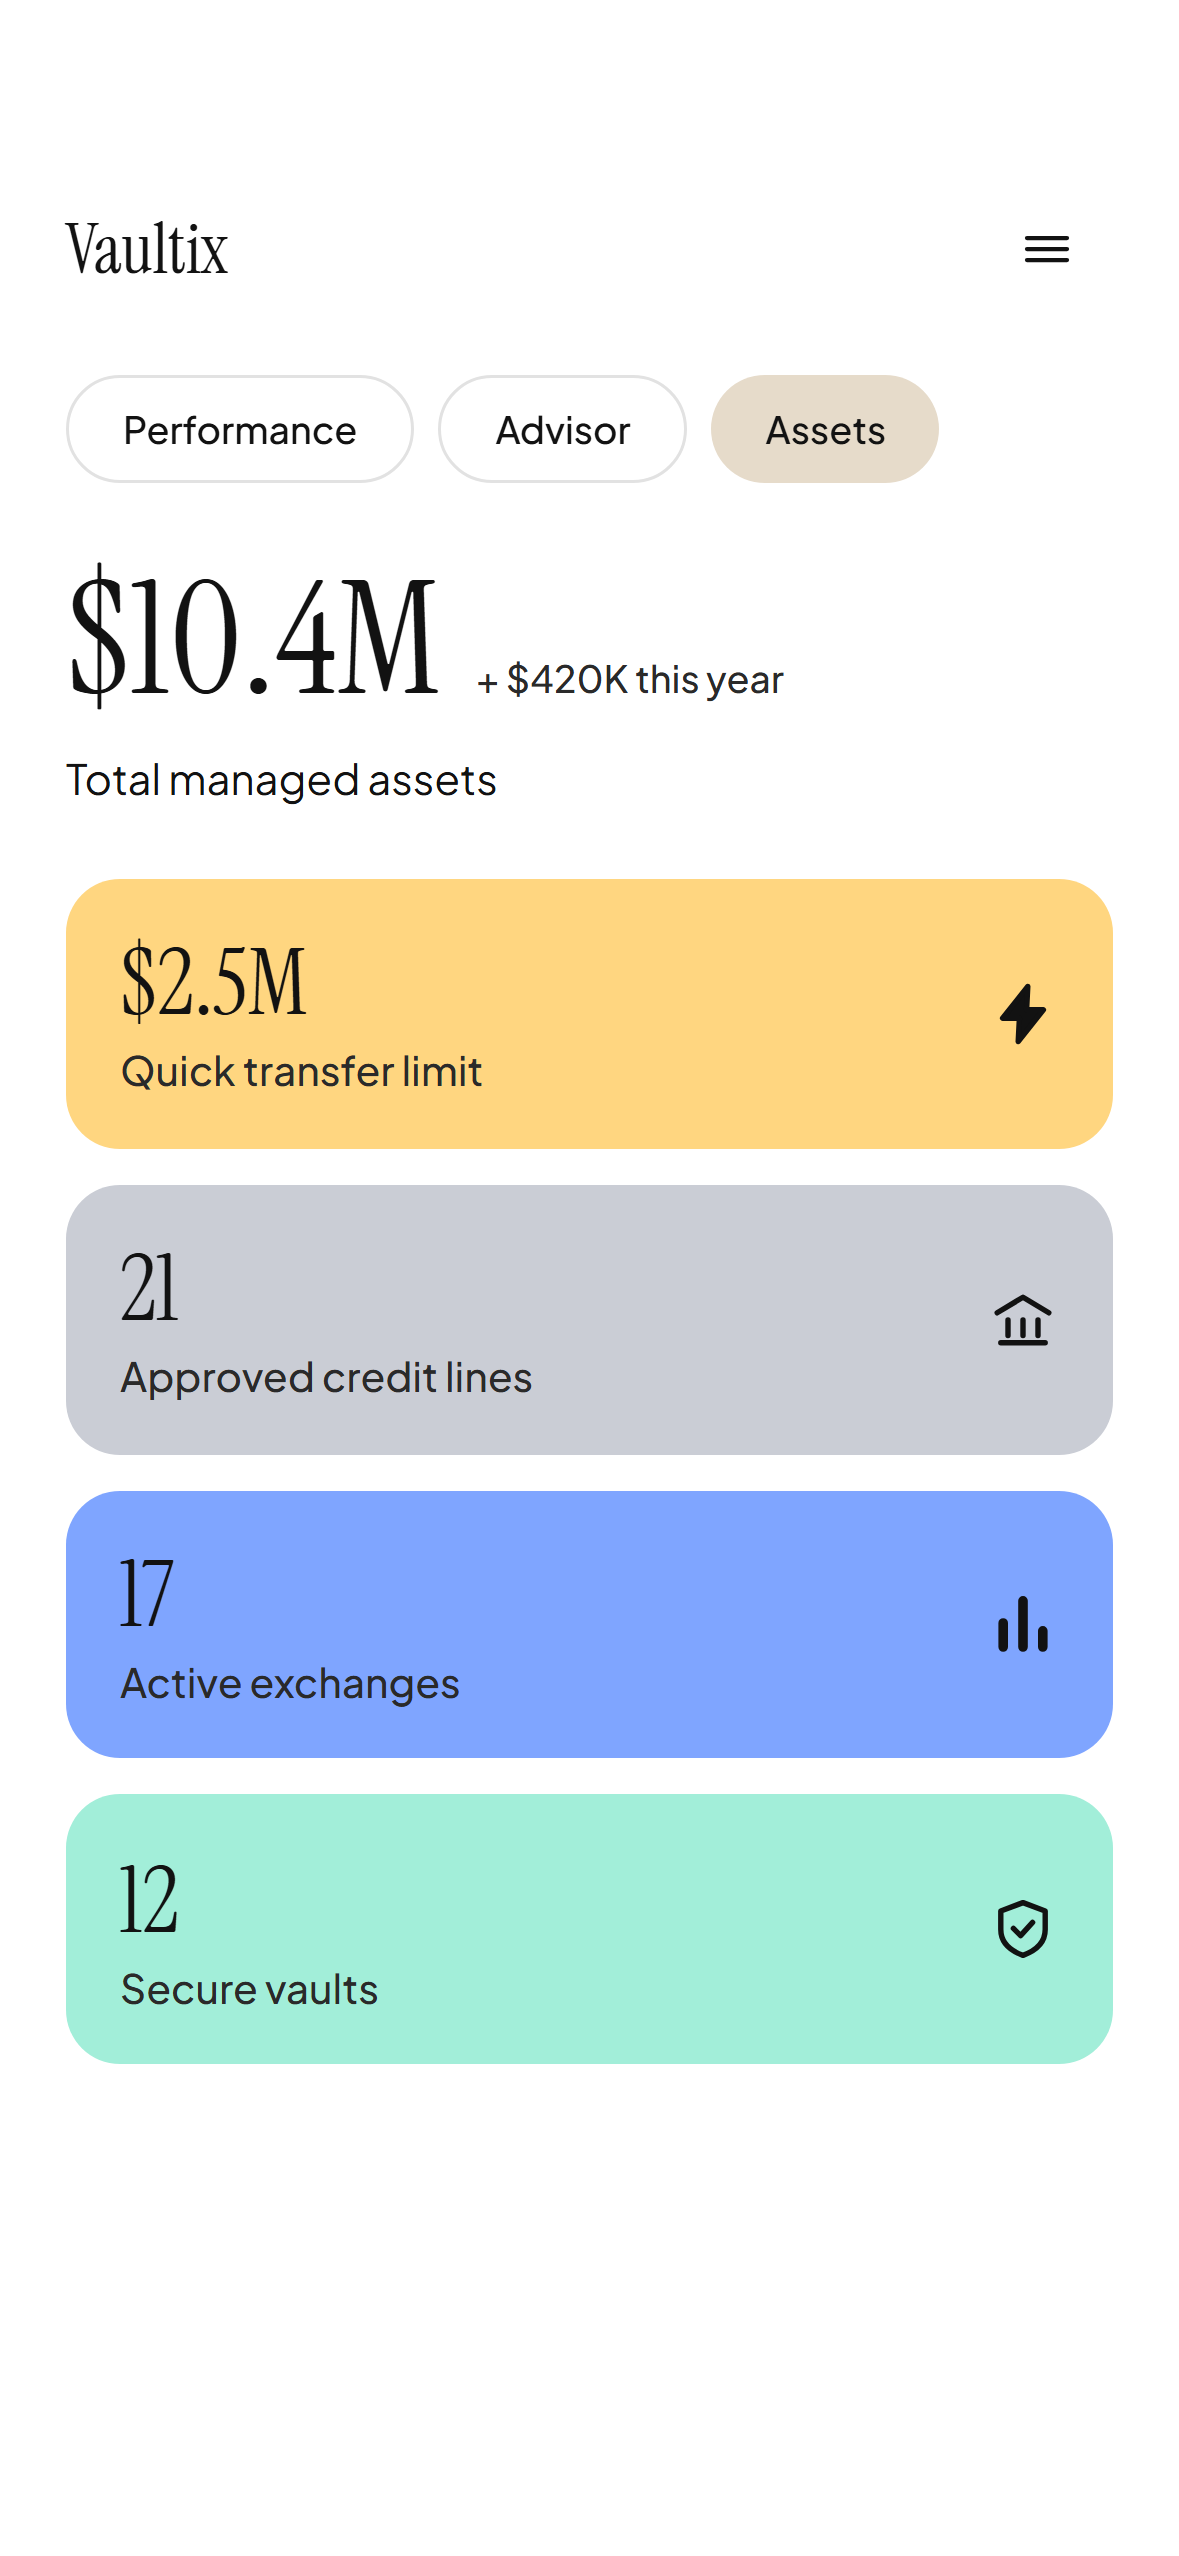 Vaultix
Performance
Advisor
Assets
$10.4M
+ $420K this year
Total managed assets
$2.5M
Quick transfer limit
21
Approved credit lines
17
Active exchanges
12
Secure vaults